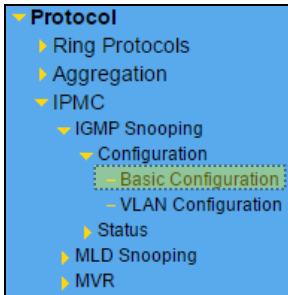 Protocol
Ring Protocols
Aggregation
IPMC
IGMP Snooping
Configuration
Basic Configuration
VLAN Configuration
Status
MLD Snooping
MVR